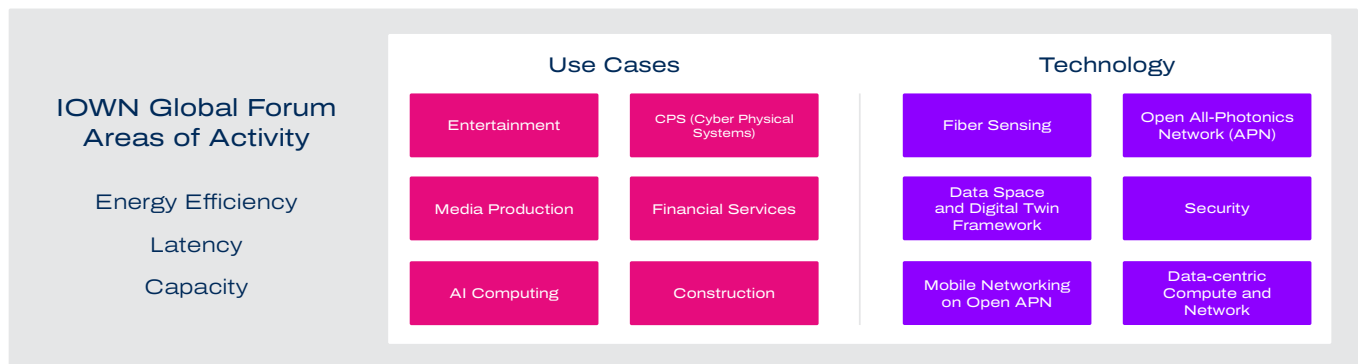 IOWN Global Forum
Areas of Activity
Energy Efficiency
Latency
Capacity
Use Cases
Entertainment
CPS (Cyber Physical
Systems)
Media Production
Financial Services
AI Computing
Construction
Technology
Fiber Sensing
Open All-Photonics
Network (APN)
Data Space
and Digital Twin
Framework
Security
Mobile Networking
on Open APN
Data-centric
Compute and
Network